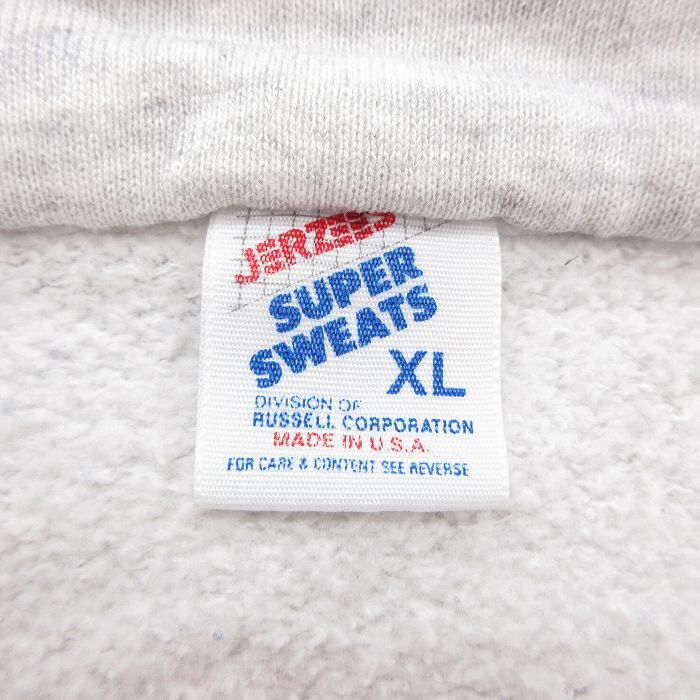 JERZEES
SUPER
SWEATS
XL
DIVISION OF
RUSSELL CORPORATION
MADE IN U.S.A.
FOR CARE & CONTENT SEE REVERSE